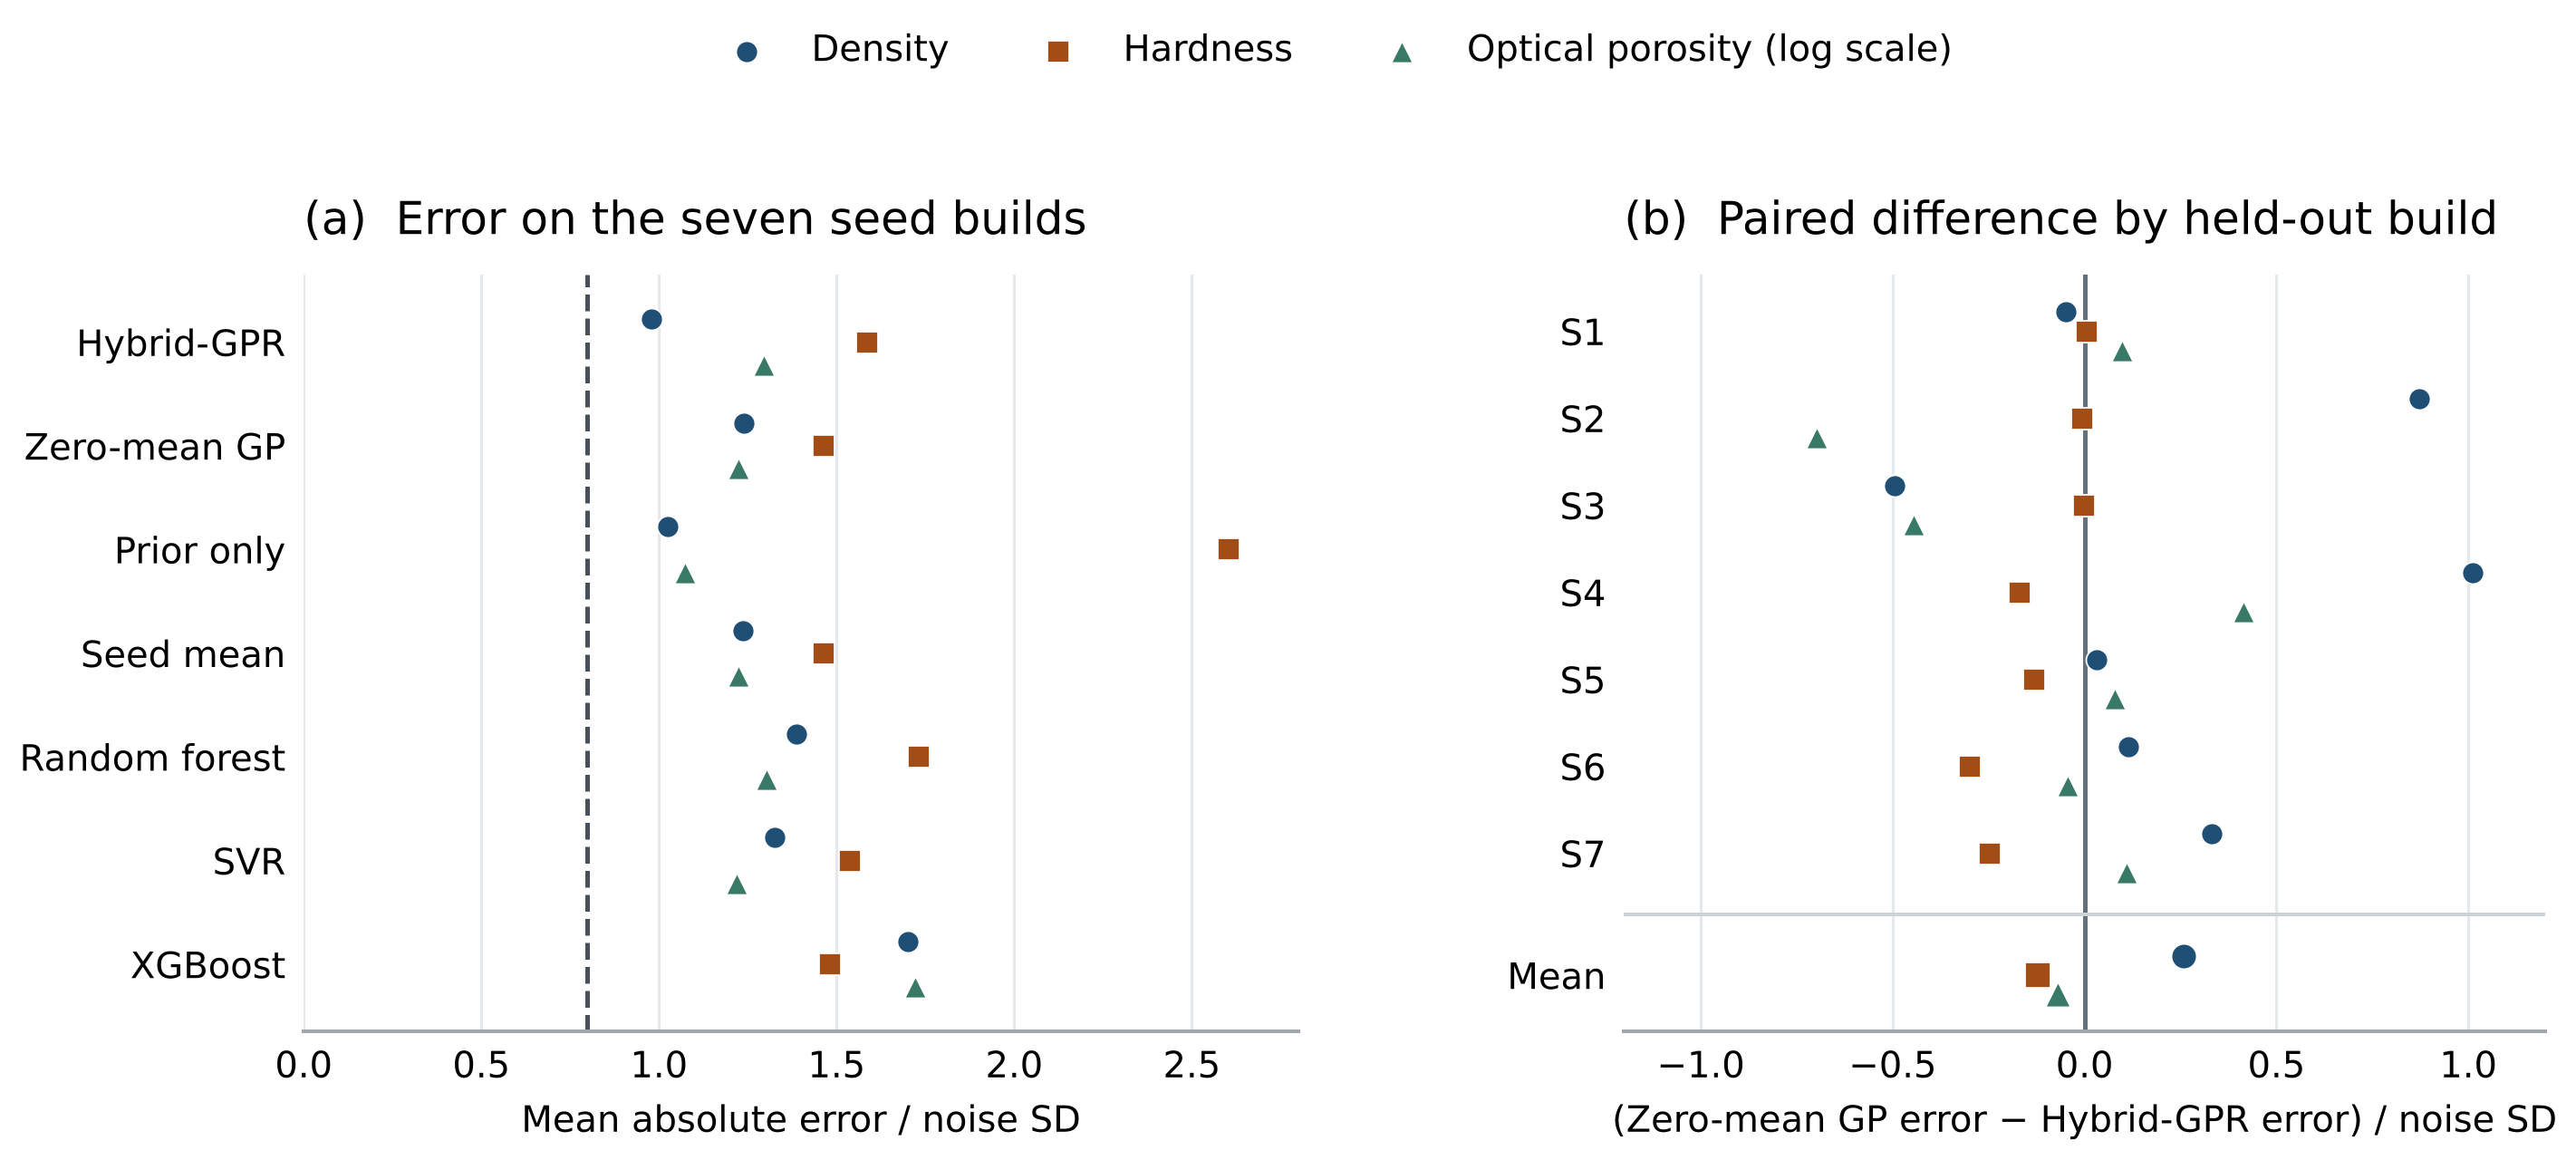 Density Hardness Optical porosity (log scale)
(a) Error on the seven seed builds
Hybrid-GPR
Zero-mean GP
Prior only
Seed mean
Random forest
SVR
XGBoost
0.0 0.5 1.0 1.5 2.0 2.5
Mean absolute error / noise SD
(b) Paired difference by held-out build
S1
S2
S3
S4
S5
S6
S7
Mean
−1.0 −0.5 0.0 0.5 1.0
(Zero-mean GP error − Hybrid-GPR error) / noise SD